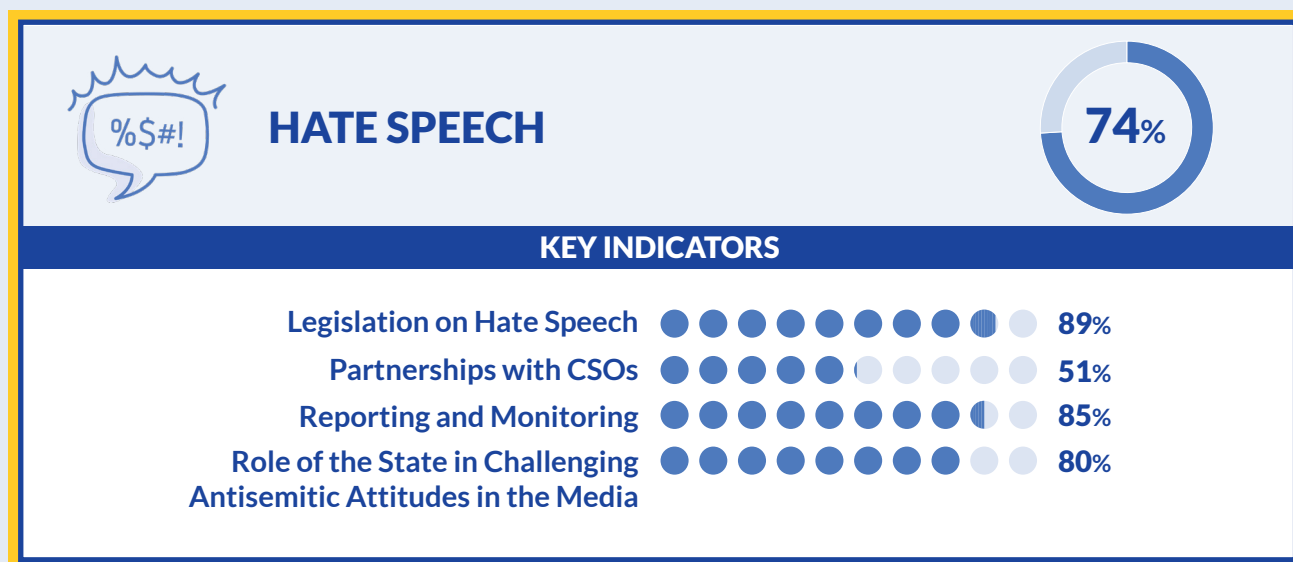 %$#!
HATE SPEECH
74%
KEY INDICATORS
Legislation on Hate Speech 89%
Partnerships with CSOs 51%
Reporting and Monitoring 85%
Role of the State in Challenging 80%
Antisemitic Attitudes in the Media